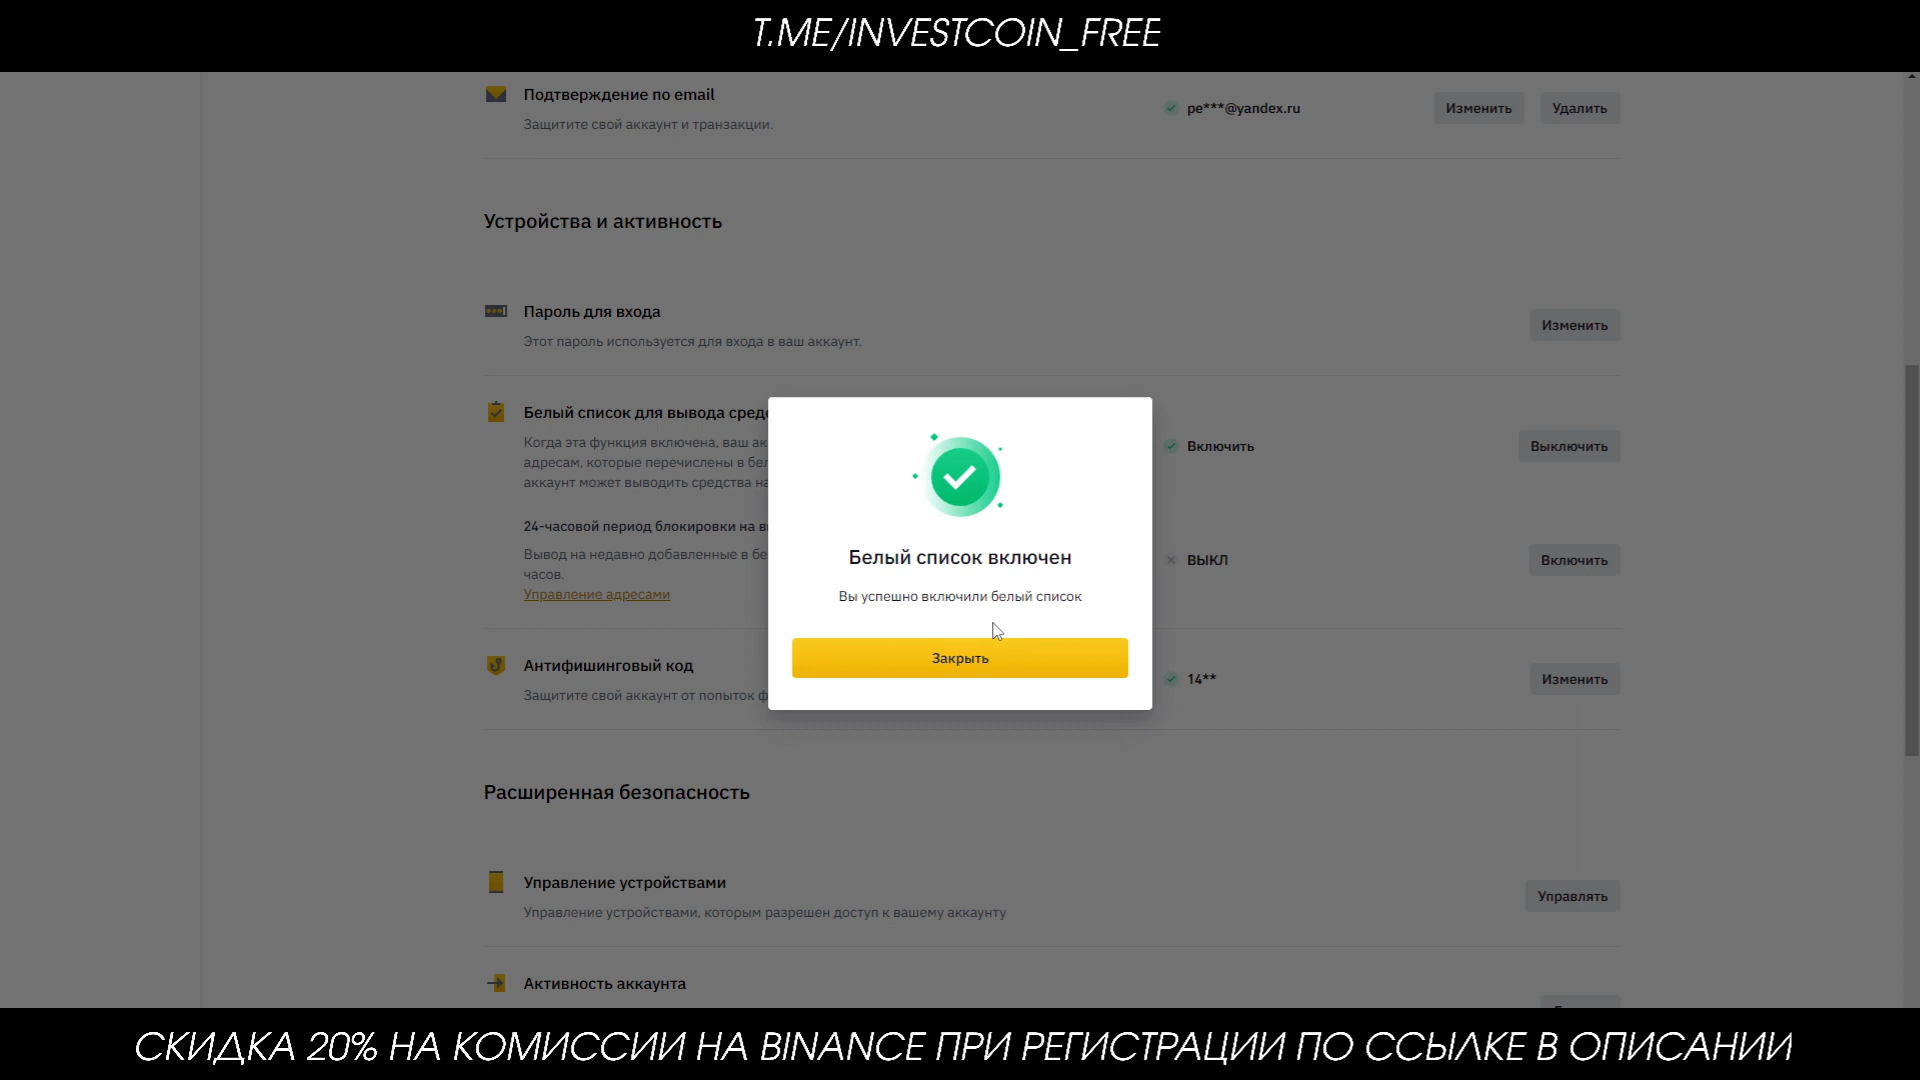 T.ME/INVESTCOIN_FREE
Подтверждение по email
Защитите свой аккаунт и транзакции.
pe***@yandex.ru
Изменить
Удалить
Устройства и активность
Пароль для входа
Этот пароль используется для входа в ваш аккаунт.
Изменить
Белый список для вывода сред
Когда эта функция включена, ваш ак
адресам, которые перечислены в бел
аккаунт может выводить средства на
Включить
Выключить
24-часовой период блокировки на в
Вывод на недавно добавленные в бе
часов.
Управление адресами
ВЫКЛ
Включить
Белый список включен
Вы успешно включили белый список
Закрыть
Антифишинговый код
Защитите свой аккаунт от попыток ф
14**
Изменить
Расширенная безопасность
Управление устройствами
Управление устройствами, которым разрешен доступ к вашему аккаунту
Управлять
Активность аккаунта
СКИДКА 20% НА КОМИССИИ НА BINANCE ПРИ РЕГИСТРАЦИИ ПО ССЫЛКЕ В ОПИСАНИИ